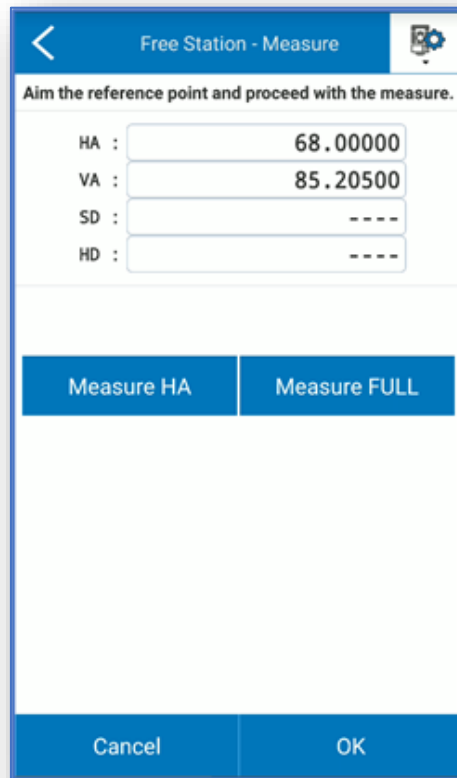 Free Station - Measure
Aim the reference point and proceed with the measure.
HA : 68.00000
VA : 85.20500
SD : ----
HD : ----
Measure HA Measure FULL
Cancel OK